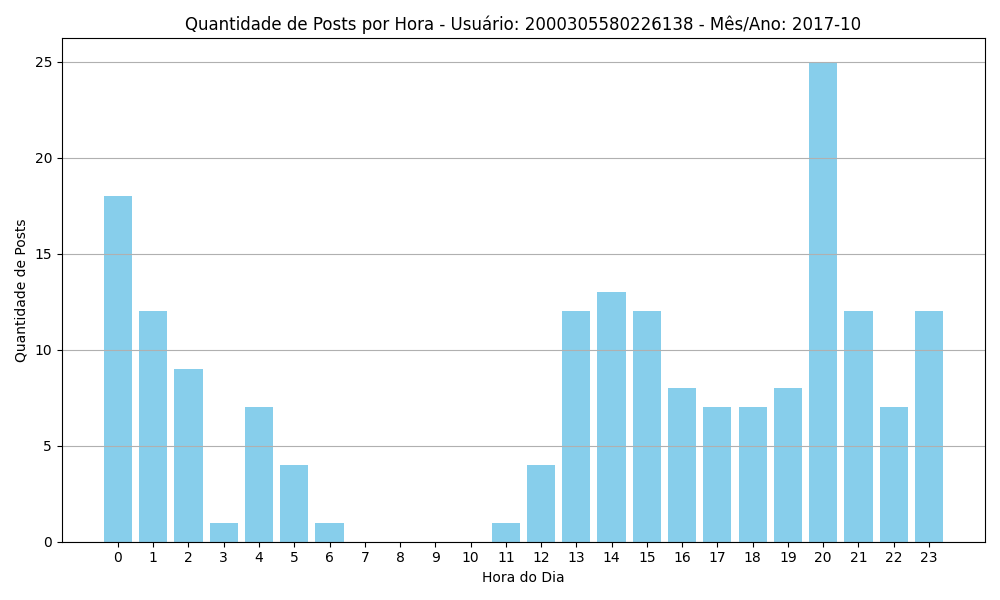 Quantidade de Posts por Hora - Usuário: 2000305580226138 - Mês/Ano: 2017-10
Quantidade de Posts
25
20
15
10
5
0
0 1 2 3 4 5 6 7 8 9 10 11 12 13 14 15 16 17 18 19 20 21 22 23
Hora do Dia